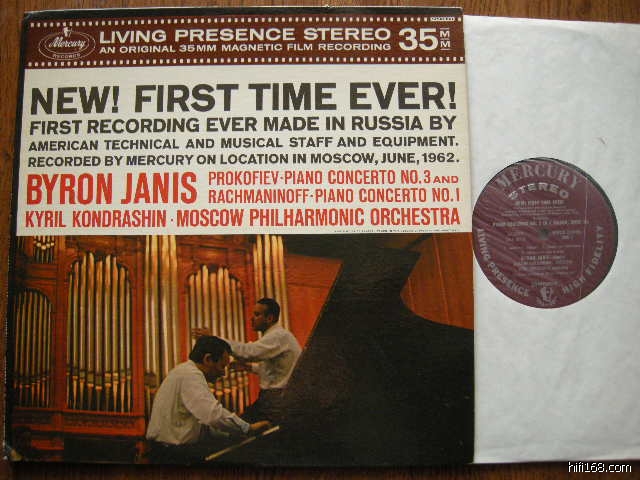 Mercury
RECORDS
LIVING PRESENCE STEREO
AN ORIGINAL 35MM MAGNETIC FILM RECORDING
35MM
NEW! FIRST TIME EVER!
FIRST RECORDING EVER MADE IN RUSSIA BY
AMERICAN TECHNICAL AND MUSICAL STAFF AND EQUIPMENT.
RECORDED BY MERCURY ON LOCATION IN MOSCOW, JUNE, 1962.
BYRON JANIS
PROKOFIEV·PIANO CONCERTO NO.3 AND
RACHMANINOFF·PIANO CONCERTO NO.1
KYRIL KONDRASHIN · MOSCOW PHILHARMONIC ORCHESTRA
MERCURY
STEREO
LIVING PRESENCE
HIGH FIDELITY
hifi168.com